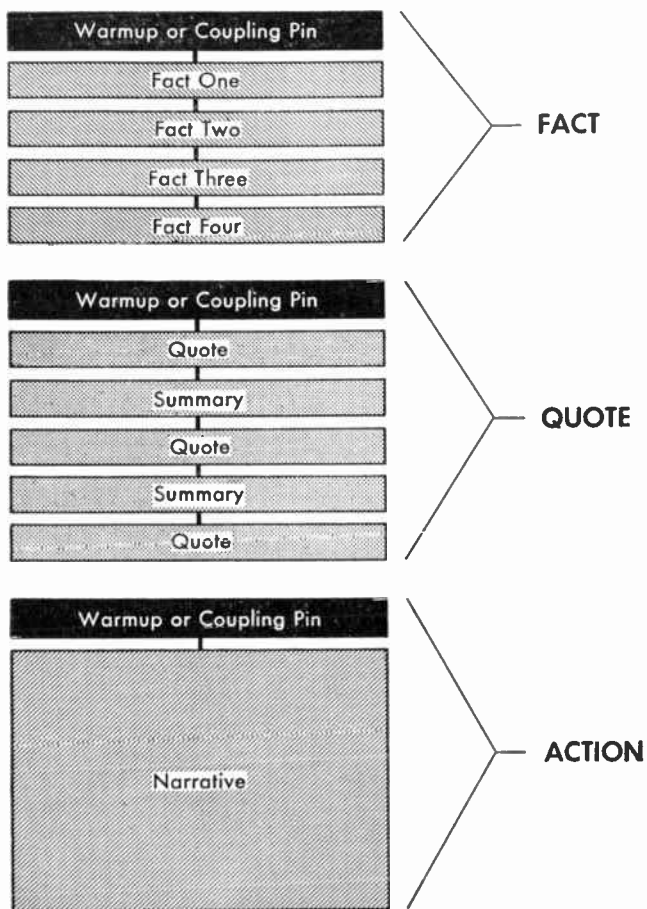 Warmup or Coupling Pin
Fact One
Fact Two
Fact Three
Fact Four
FACT
Warmup or Coupling Pin
Quote
Summary
Quote
Summary
Quote
QUOTE
Warmup or Coupling Pin
Narrative
ACTION